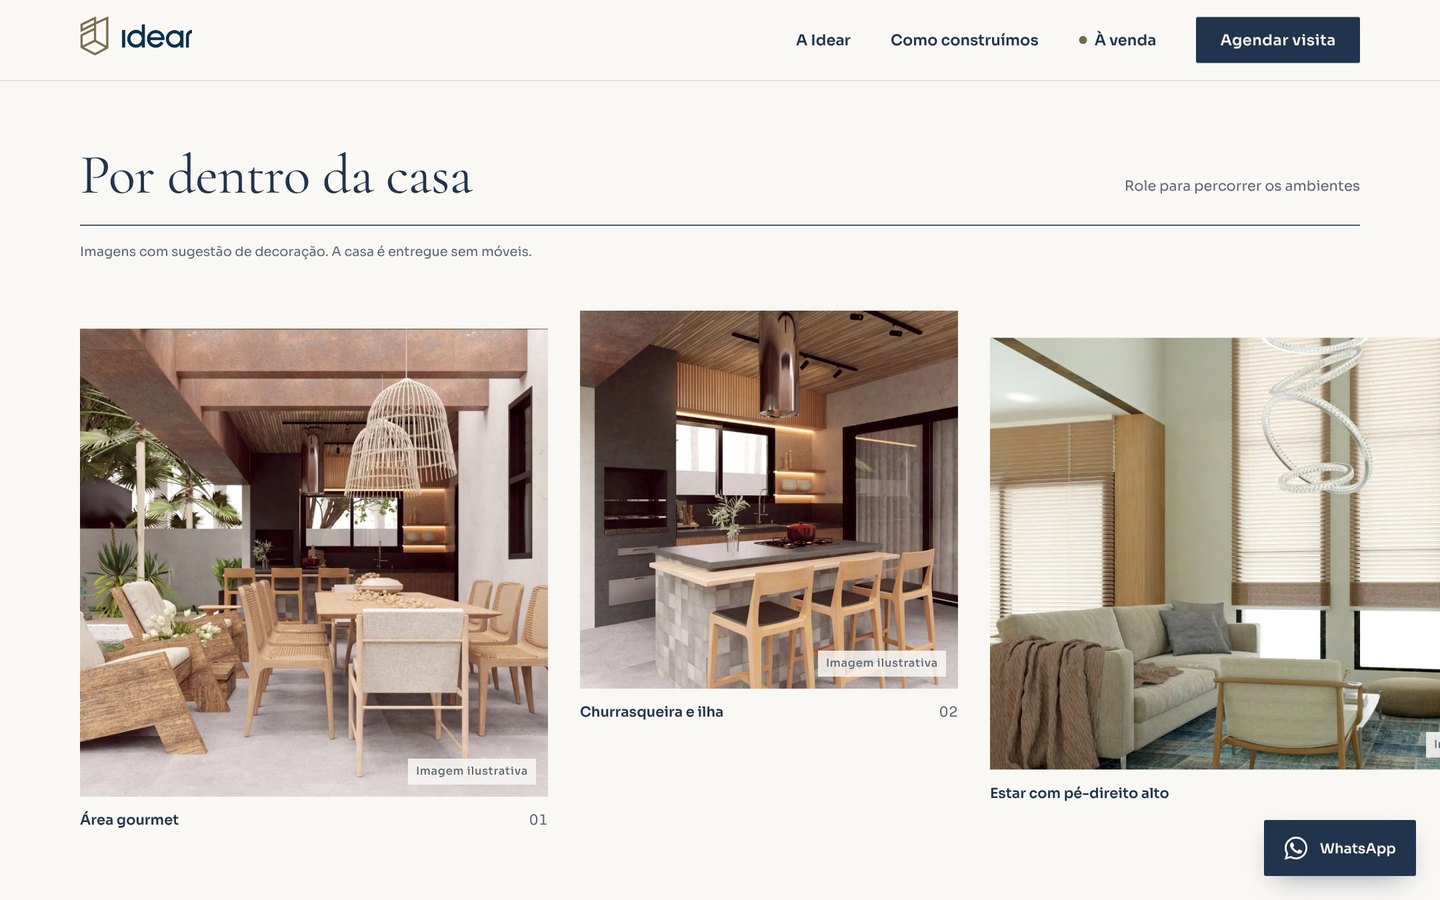 idear
A Idear
Como construímos
À venda
Agendar visita
Por dentro da casa
Role para percorrer os ambientes
Imagens com sugestão de decoração. A casa é entregue sem móveis.
Imagem ilustrativa
Área gourmet
01
Imagem ilustrativa
Churrasqueira e ilha
02
Estar com pé-direito alto
WhatsApp